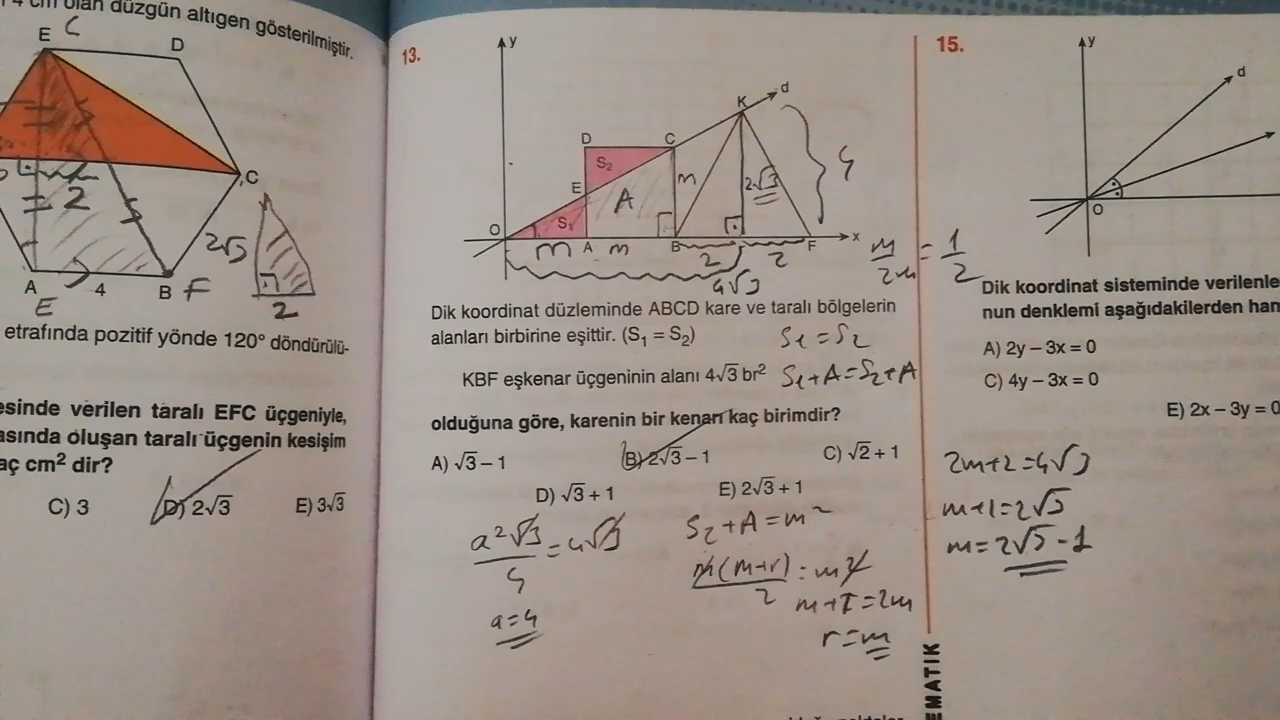 4 cm olan düzgün altıgen gösterilmiştir.
E C
D
C
2
2√3
A
4
B F
E
2
etrafında pozitif yönde 120° döndürülü-
esinde verilen taralı EFC üçgeniyle,
asında oluşan taralı üçgenin kesişim
aç cm² dir?
C) 3
D) 2√3
E) 3√3
13.
y
d
K
D
C
S₂
E
m
2√3
4
A
S₁
O
m
A
m
B
2
2
F
x
4√3
m/2m = 1/2
Dik koordinat düzleminde ABCD kare ve taralı bölgelerin
alanları birbirine eşittir. (S₁ = S₂)
S₁ = S₂
KBF eşkenar üçgeninin alanı 4√3 br²
S₁+A=S₂+A
olduğuna göre, karenin bir kenarı kaç birimdir?
A) √3 – 1
B) 2√3 – 1
C) √2 + 1
D) √3 + 1
E) 2√3 + 1
a²√3/4 = 4√3
a=4
S₂+A=m²
m(m+r)/2 = m²
m+r=2m
r=m
15.
y
d
O
Dik koordinat sisteminde verilenle
nun denklemi aşağıdakilerden han
A) 2y – 3x = 0
C) 4y – 3x = 0
E) 2x – 3y = 0
2m+2=4√3
m+1=2√3
m=2√3-1
EMATIK